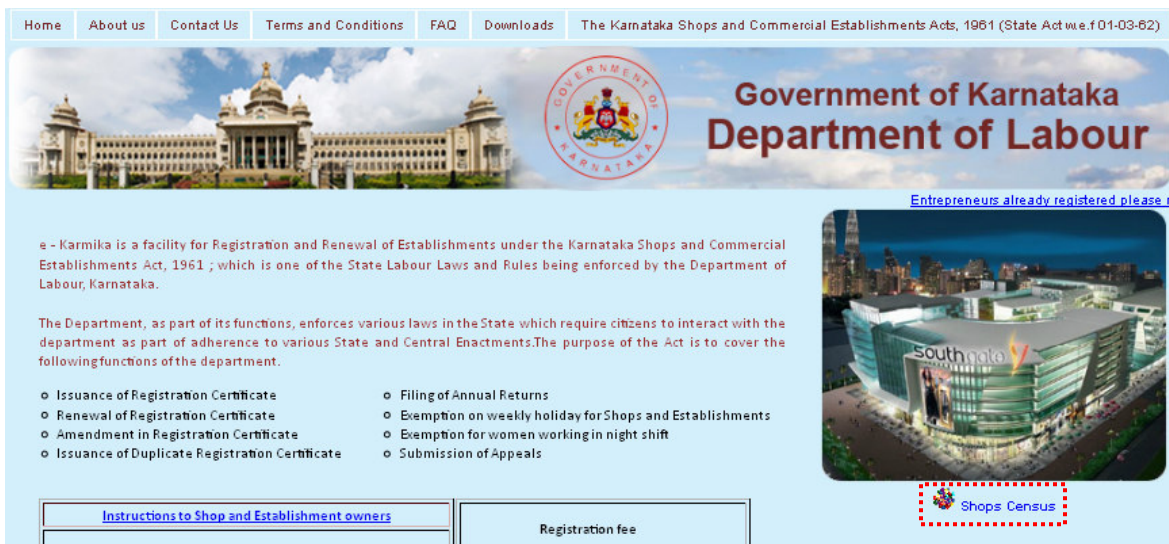 Home About us Contact Us Terms and Conditions FAQ Downloads The Karnataka Shops and Commercial Establishments Acts, 1961 (State Act w.e.f 01-03-62)
GOVERNMENT OF
KARNATAKA
Government of Karnataka
Department of Labour
Entrepreneurs already registered please
e - Karmika is a facility for Registration and Renewal of Establishments under the Karnataka Shops and Commercial
Establishments Act, 1961 ; which is one of the State Labour Laws and Rules being enforced by the Department of
Labour, Karnataka.
The Department, as part of its functions, enforces various laws in the State which require citizens to interact with the
department as part of adherence to various State and Central Enactments.The purpose of the Act is to cover the
following functions of the department.
Issuance of Registration Certificate
Renewal of Registration Certificate
Amendment in Registration Certificate
Issuance of Duplicate Registration Certificate
Filing of Annual Returns
Exemption on weekly holiday for Shops and Establishments
Exemption for women working in night shift
Submission of Appeals
southgate
Shops Census
Instructions to Shop and Establishment owners
Registration fee